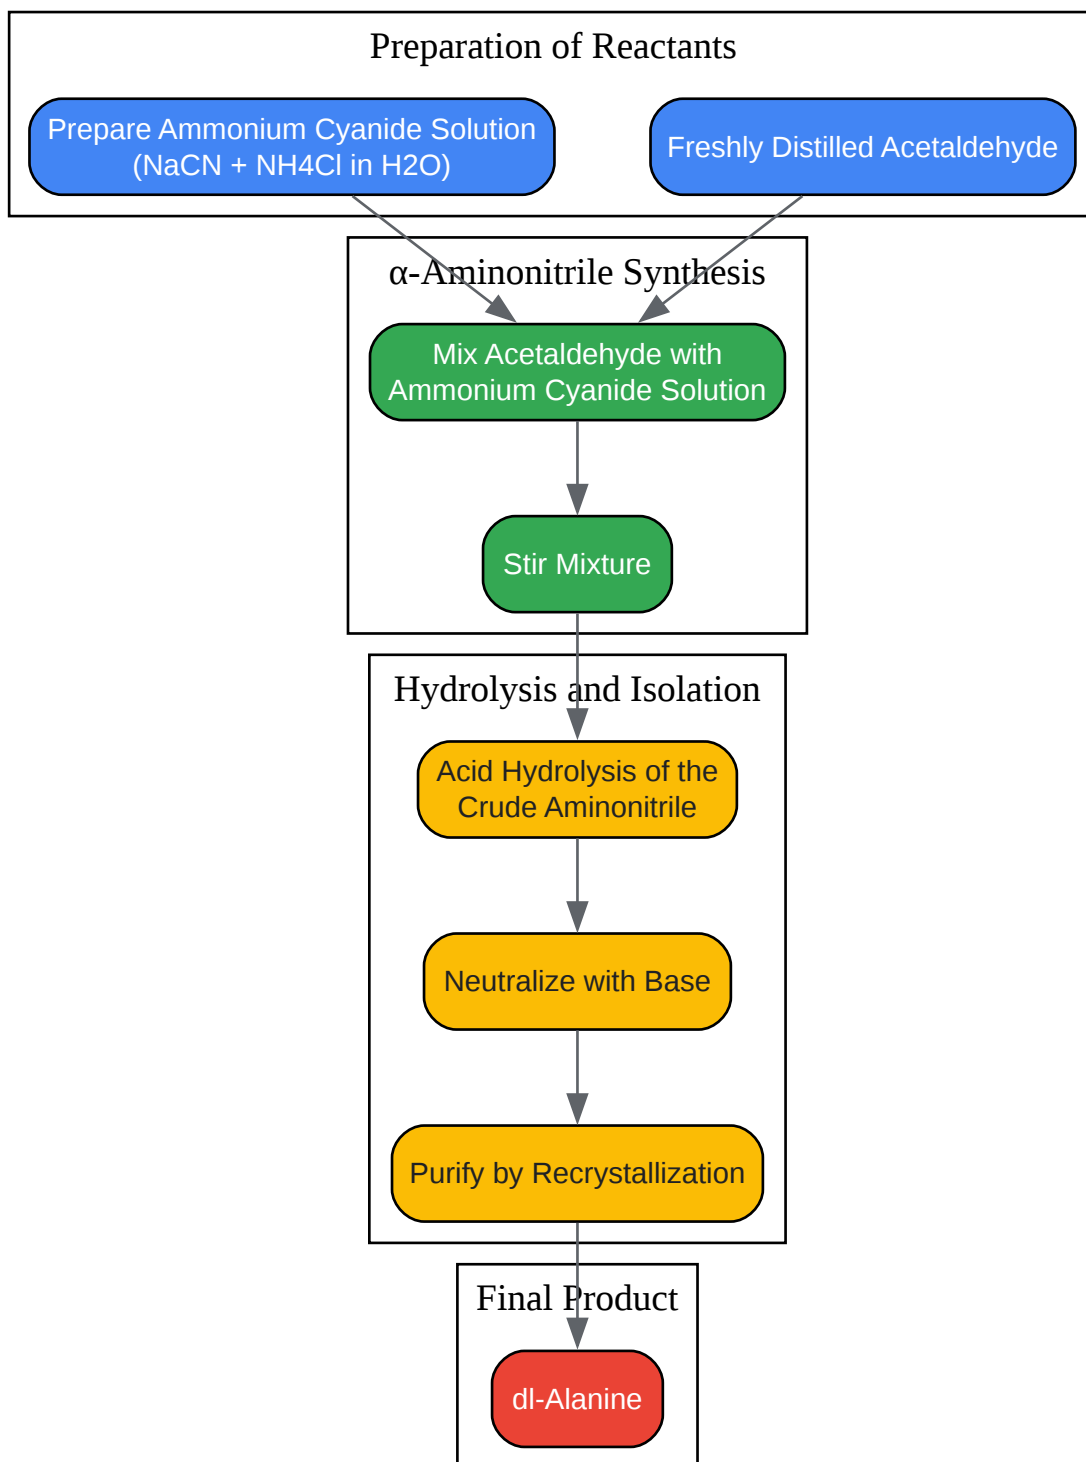 Preparation of Reactants
Prepare Ammonium Cyanide Solution
(NaCN + NH4Cl in H2O)
Freshly Distilled Acetaldehyde
α-Aminonitrile Synthesis
Mix Acetaldehyde with
Ammonium Cyanide Solution
Stir Mixture
Hydrolysis and Isolation
Acid Hydrolysis of the
Crude Aminonitrile
Neutralize with Base
Purify by Recrystallization
Final Product
dl-Alanine